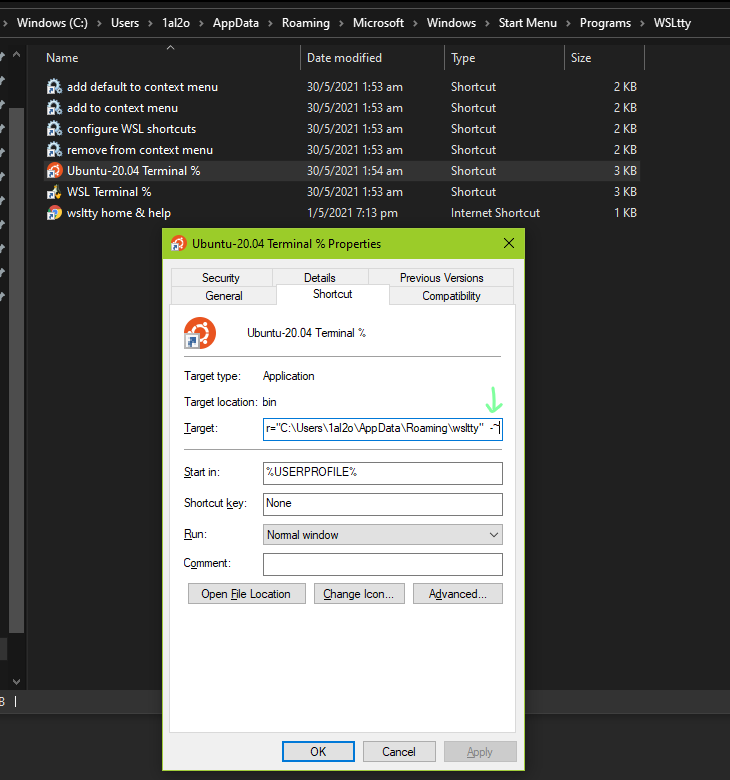 Windows (C:) > Users > 1al2o > AppData > Roaming > Microsoft > Windows > Start Menu > Programs > WSLtty
Name Date modified Type Size
add default to context menu 30/5/2021 1:53 am Shortcut 2 KB
add to context menu 30/5/2021 1:53 am Shortcut 2 KB
configure WSL shortcuts 30/5/2021 1:53 am Shortcut 2 KB
remove from context menu 30/5/2021 1:53 am Shortcut 2 KB
Ubuntu-20.04 Terminal % 30/5/2021 1:54 am Shortcut 3 KB
WSL Terminal % 30/5/2021 1:53 am Shortcut 3 KB
wsltty home & help 1/5/2021 7:13 pm Internet Shortcut 1 KB
Ubuntu-20.04 Terminal % Properties
Security Details Previous Versions
General Shortcut Compatibility
Ubuntu-20.04 Terminal %
Target type: Application
Target location: bin
Target: r="C:\Users\1al2o\AppData\Roaming\wsltty" -~
Start in: %USERPROFILE%
Shortcut key: None
Run: Normal window
Comment:
Open File Location Change Icon... Advanced...
B
OK Cancel Apply